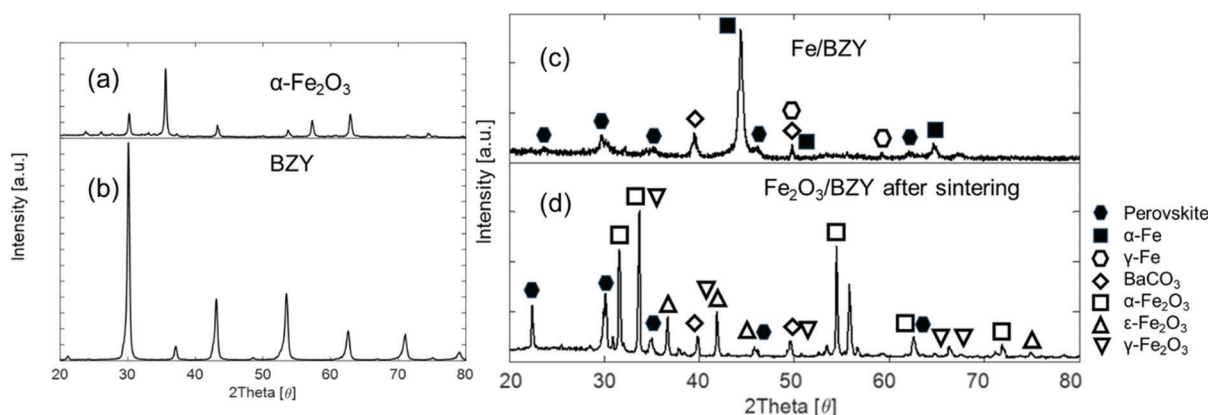 (a)
α-Fe₂O₃
(b)
BZY
Intensity [a.u.]
20 30 40 50 60 70 80
2Theta [θ]
(c)
Fe/BZY
(d)
Fe₂O₃/BZY after sintering
Intensity [a.u.]
20 30 40 50 60 70 80
2Theta [θ]
Perovskite
α-Fe
γ-Fe
BaCO₃
α-Fe₂O₃
ε-Fe₂O₃
γ-Fe₂O₃